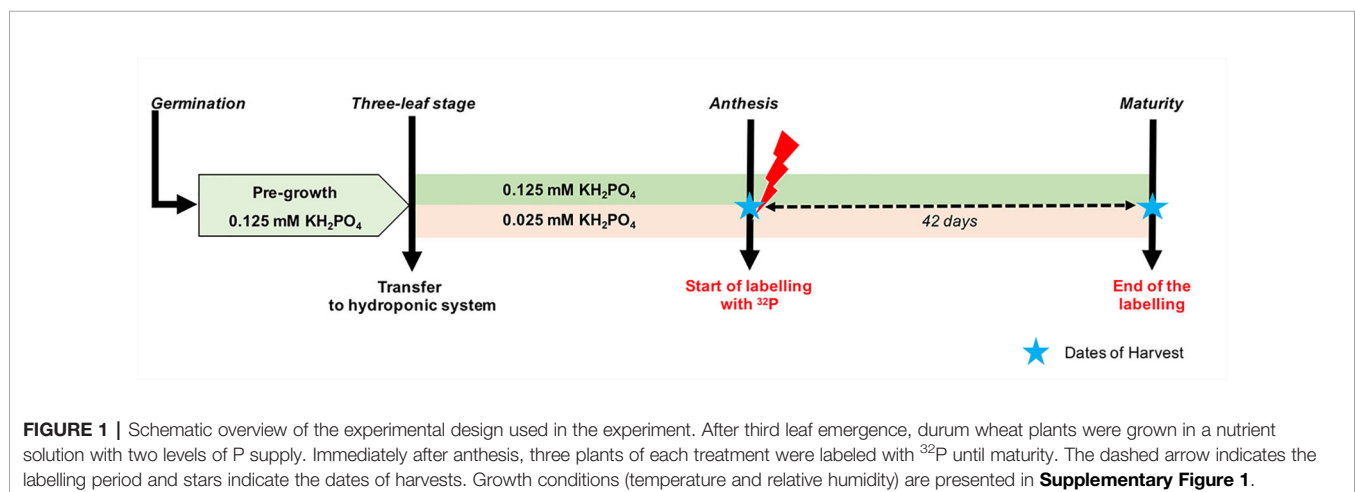 Germination Three-leaf stage Anthesis Maturity
Pre-growth
0.125 mM KH₂PO₄
0.125 mM KH₂PO₄
0.025 mM KH₂PO₄
42 days
Transfer
to hydroponic system
Start of labelling
with ³²P
End of the
labelling
Dates of Harvest
FIGURE 1 | Schematic overview of the experimental design used in the experiment. After third leaf emergence, durum wheat plants were grown in a nutrient
solution with two levels of P supply. Immediately after anthesis, three plants of each treatment were labeled with ³²P until maturity. The dashed arrow indicates the
labelling period and stars indicate the dates of harvests. Growth conditions (temperature and relative humidity) are presented in Supplementary Figure 1.